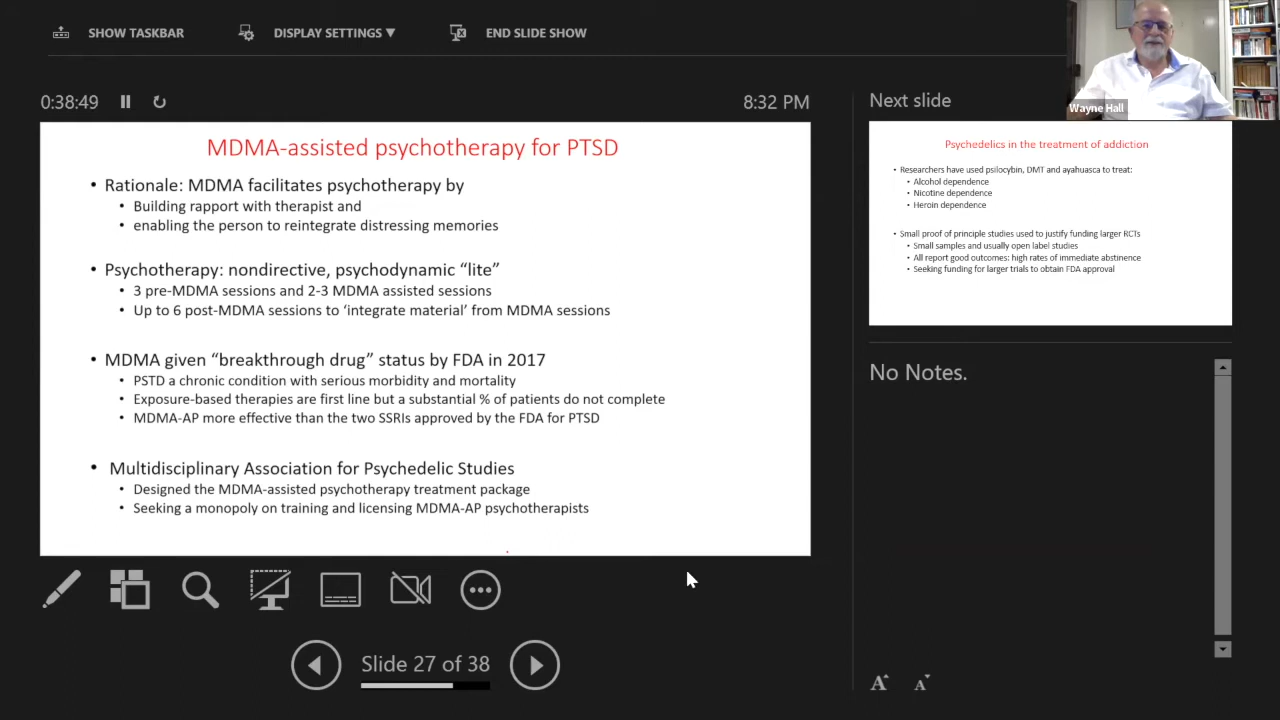 SHOW TASKBAR
DISPLAY SETTINGS ▼
END SLIDE SHOW
0:38:49
8:32 PM
MDMA-assisted psychotherapy for PTSD
• Rationale: MDMA facilitates psychotherapy by
• Building rapport with therapist and
• enabling the person to reintegrate distressing memories
• Psychotherapy: nondirective, psychodynamic “lite”
• 3 pre-MDMA sessions and 2-3 MDMA assisted sessions
• Up to 6 post-MDMA sessions to ‘integrate material’ from MDMA sessions
• MDMA given “breakthrough drug” status by FDA in 2017
• PSTD a chronic condition with serious morbidity and mortality
• Exposure-based therapies are first line but a substantial % of patients do not complete
• MDMA-AP more effective than the two SSRIs approved by the FDA for PTSD
• Multidisciplinary Association for Psychedelic Studies
• Designed the MDMA-assisted psychotherapy treatment package
• Seeking a monopoly on training and licensing MDMA-AP psychotherapists
Slide 27 of 38
Wayne Hall
Next slide
Psychedelics in the treatment of addiction
• Researchers have used psilocybin, DMT and ayahuasca to treat:
• Alcohol dependence
• Nicotine dependence
• Heroin dependence
• Small proof of principle studies used to justify funding larger RCTs
• Small samples and usually open label studies
• All report good outcomes: high rates of immediate abstinence
• Seeking funding for larger trials to obtain FDA approval
No Notes.
A A